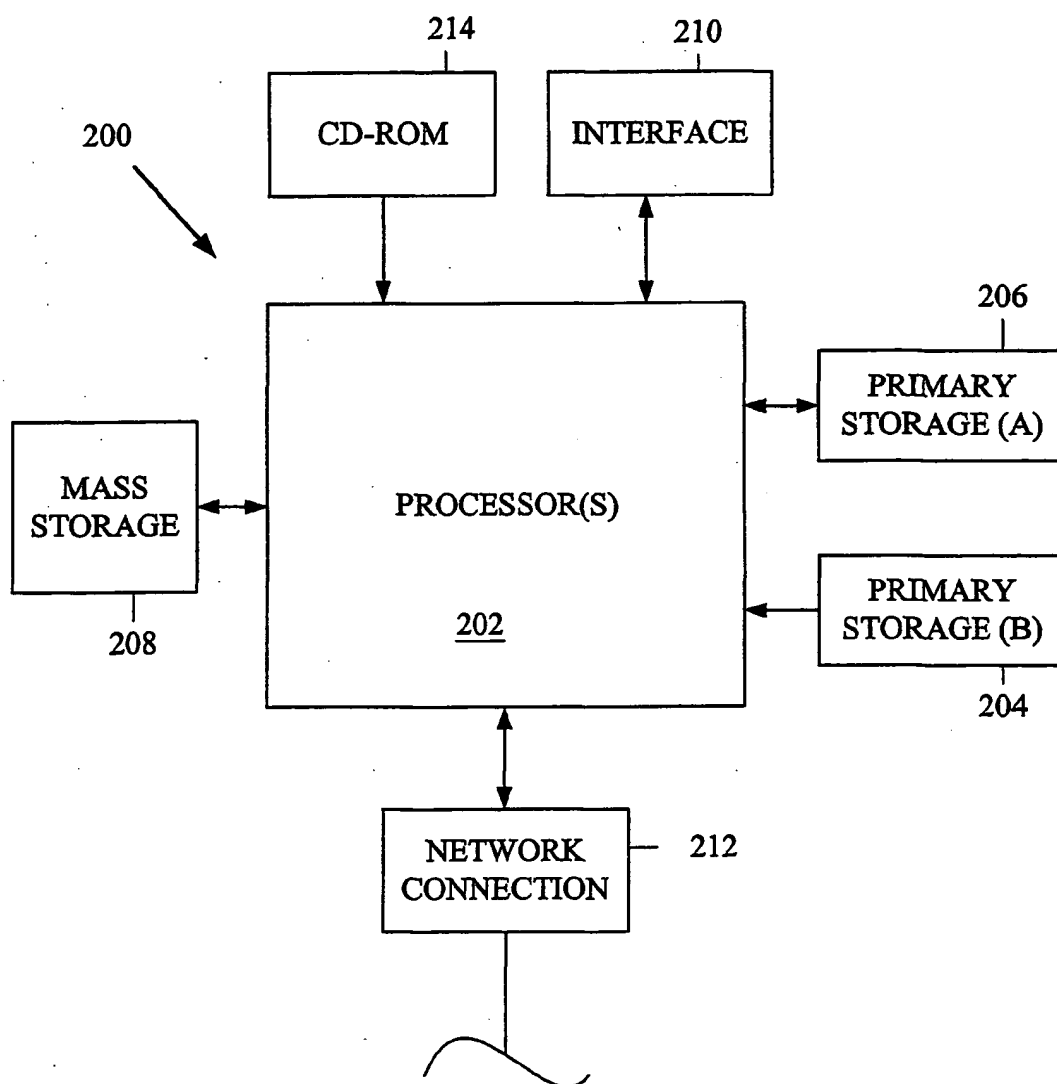 214
210
CD-ROM
INTERFACE
200
206
PRIMARY
STORAGE (A)
MASS
STORAGE
208
PROCESSOR(S)
202
PRIMARY
STORAGE (B)
204
NETWORK
CONNECTION
212